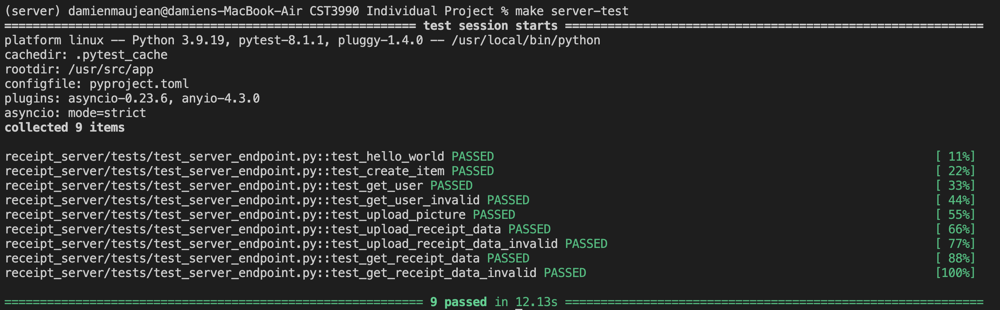 (server) damienmaujean@damiens-MacBook-Air CST3990 Individual Project % make server-test
========================================================== test session starts ===========================================================
platform linux -- Python 3.9.19, pytest-8.1.1, pluggy-1.4.0 -- /usr/local/bin/python
cachedir: .pytest_cache
rootdir: /usr/src/app
configfile: pyproject.toml
plugins: asyncio-0.23.6, anyio-4.3.0
asyncio: mode=strict
collected 9 items
receipt_server/tests/test_server_endpoint.py::test_hello_world PASSED [ 11%]
receipt_server/tests/test_server_endpoint.py::test_create_item PASSED [ 22%]
receipt_server/tests/test_server_endpoint.py::test_get_user PASSED [ 33%]
receipt_server/tests/test_server_endpoint.py::test_get_user_invalid PASSED [ 44%]
receipt_server/tests/test_server_endpoint.py::test_upload_picture PASSED [ 55%]
receipt_server/tests/test_server_endpoint.py::test_upload_receipt_data PASSED [ 66%]
receipt_server/tests/test_server_endpoint.py::test_upload_receipt_data_invalid PASSED [ 77%]
receipt_server/tests/test_server_endpoint.py::test_get_receipt_data PASSED [ 88%]
receipt_server/tests/test_server_endpoint.py::test_get_receipt_data_invalid PASSED [100%]
=========================================================== 9 passed in 12.13s ===========================================================